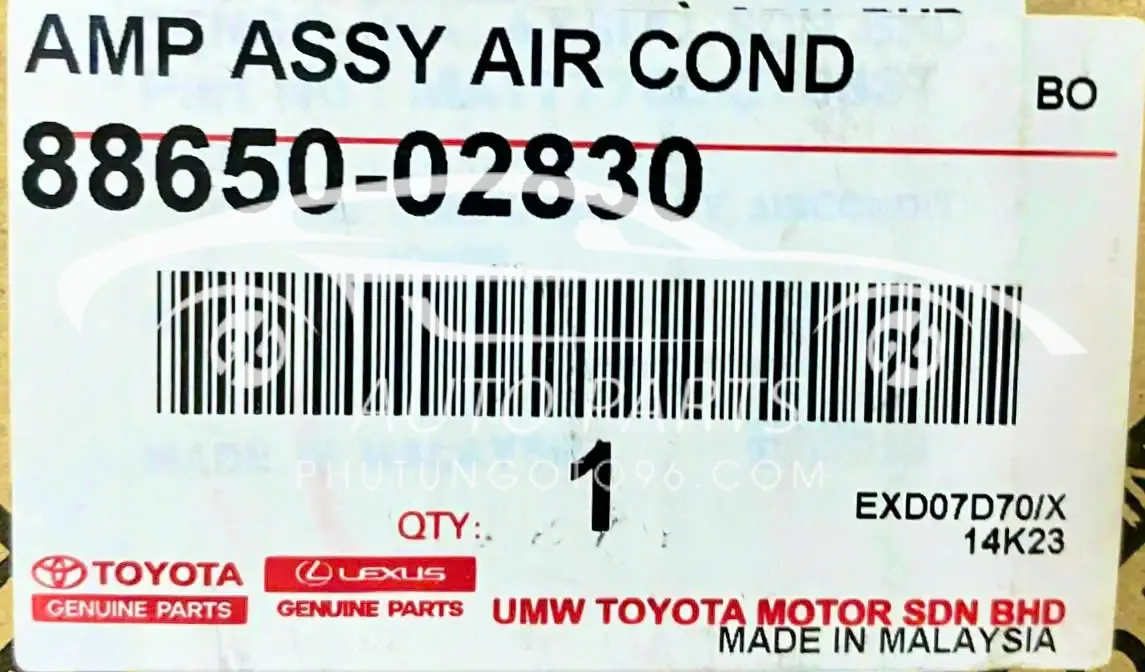 AMP ASSY AIR COND
BO
88650-02830
AUTO PARTS
PHUTUNGOTO96.COM
1
QTY:
EXD07D70/X
14K23
TOYOTA
GENUINE PARTS
LEXUS
GENUINE PARTS
UMW TOYOTA MOTOR SDN BHD
MADE IN MALAYSIA